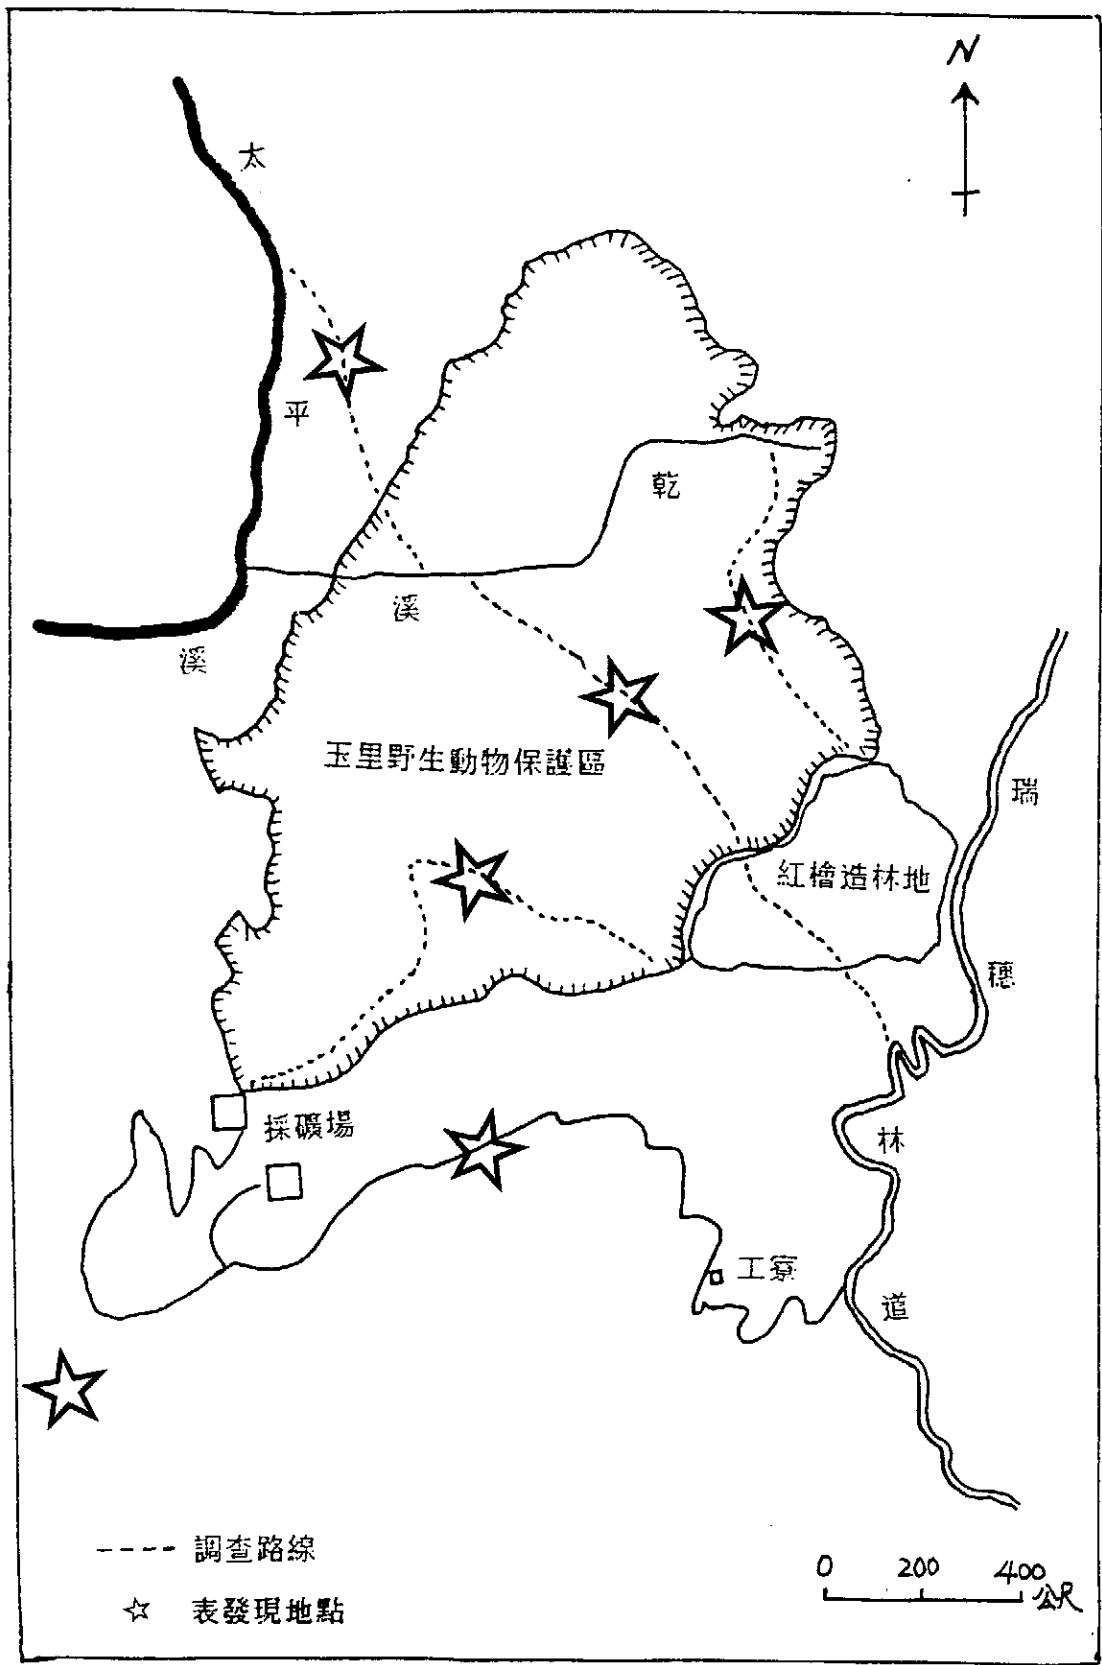 N
太
平
溪
乾
溪
玉里野生動物保護區
紅檜造林地
瑞
穗
林
道
採礦場
工寮
---- 調查路線
☆ 表發現地點
0 200 400 公尺